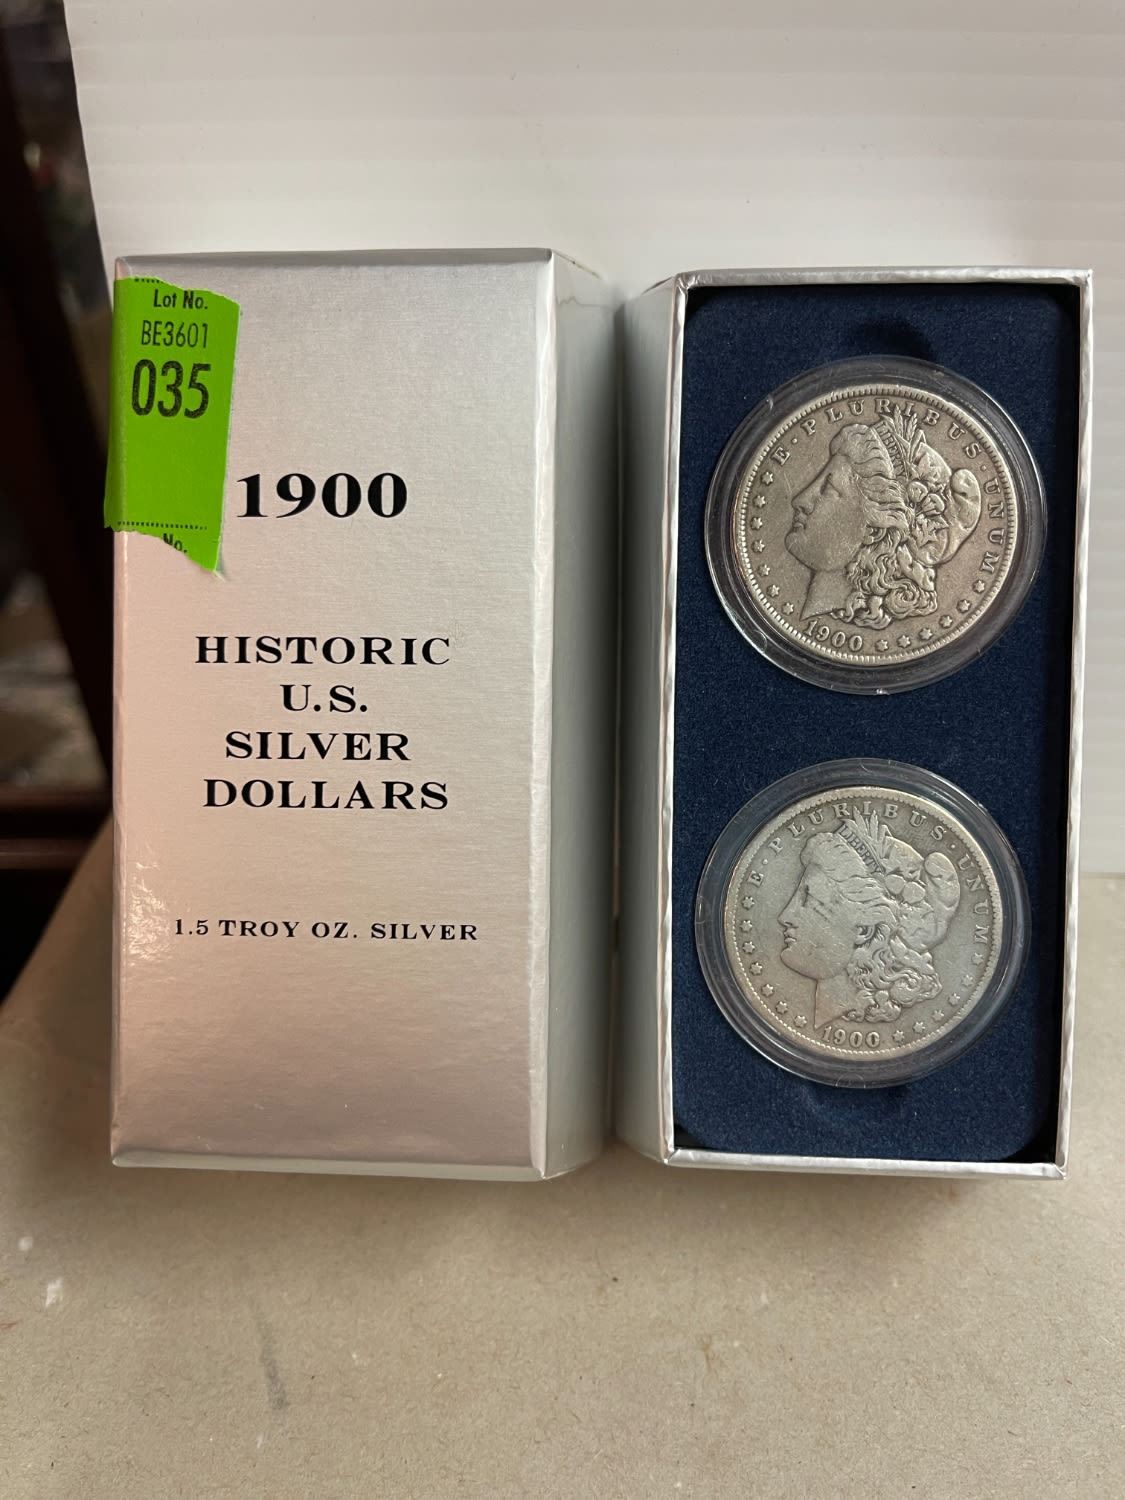 Lot No.
BE3601
035
No.
1900
HISTORIC
U.S.
SILVER
DOLLARS
1.5 TROY OZ. SILVER
E · PLURIBUS · UNUM
LIBERTY
1900
E · PLURIBUS · UNUM
LIBERTY
1900